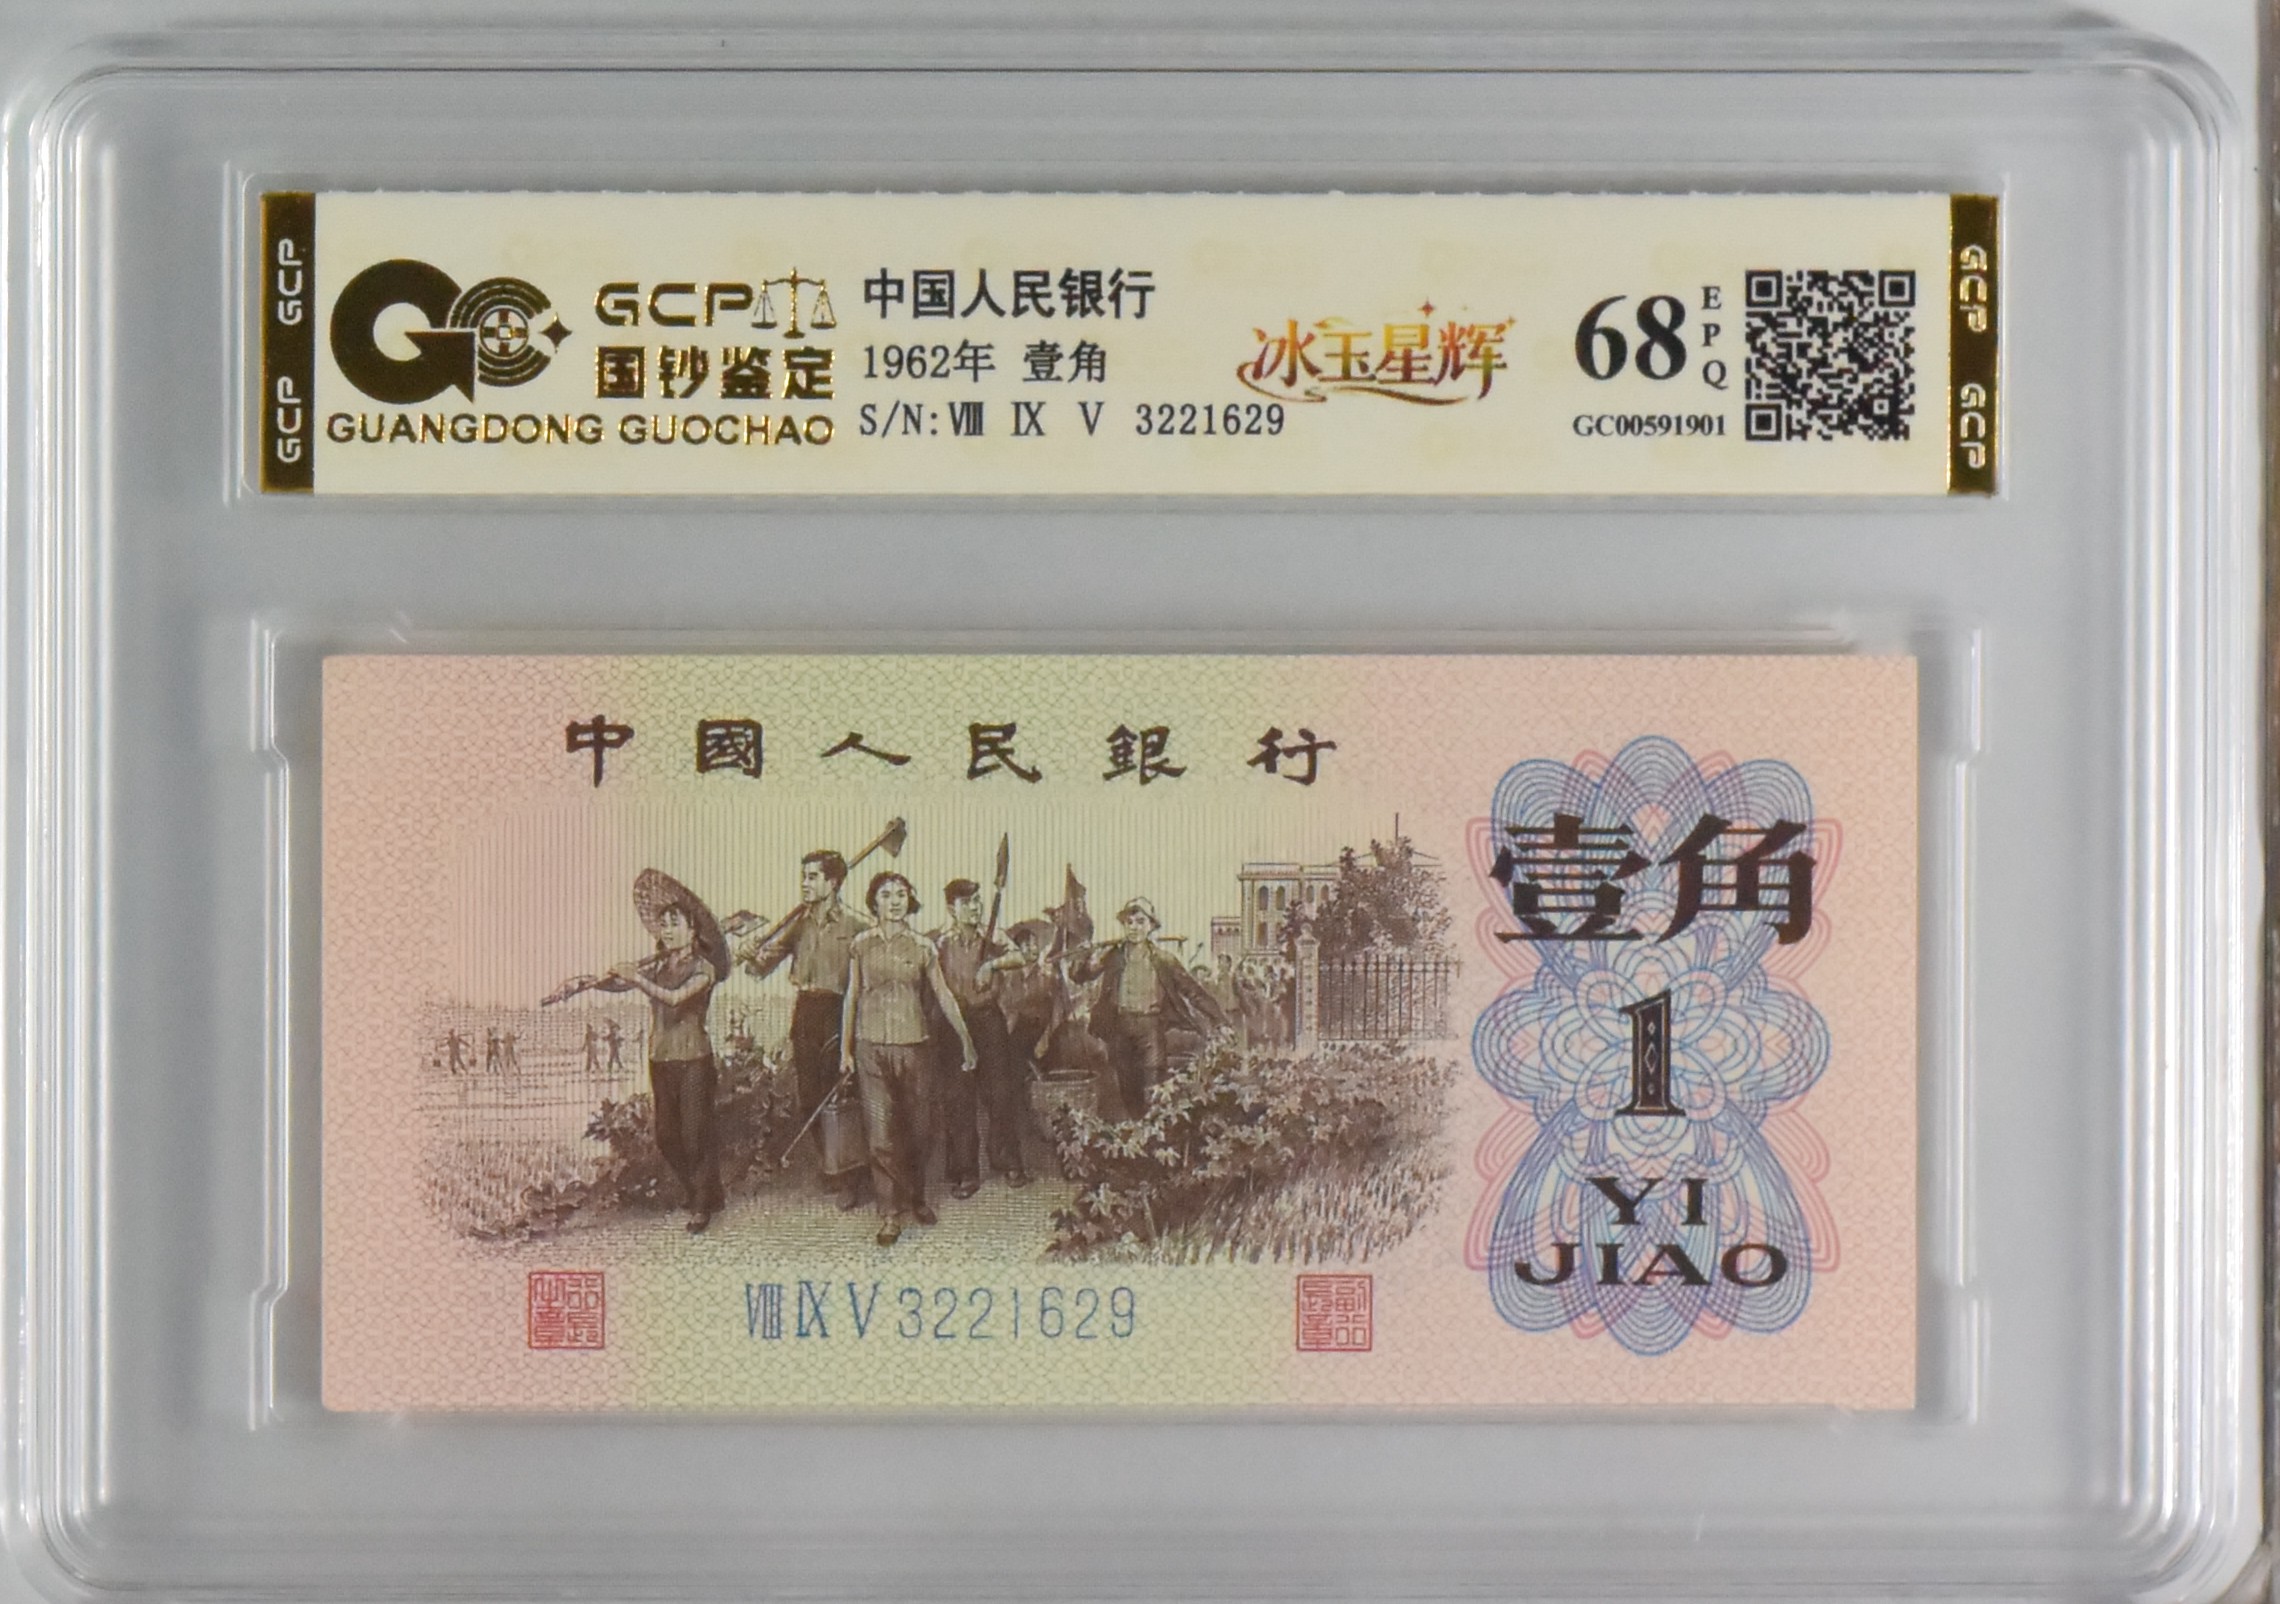 GCP GCP
GCP
国钞鉴定
GUANGDONG GUOCHAO
中国人民银行
1962年 壹角
S/N:Ⅷ Ⅸ Ⅴ 3221629
冰玉星辉
68
EPQ
GC00591901
GCP GCP
中國人民銀行
壹角
1
YI
JIAO
ⅧⅨⅤ3221629